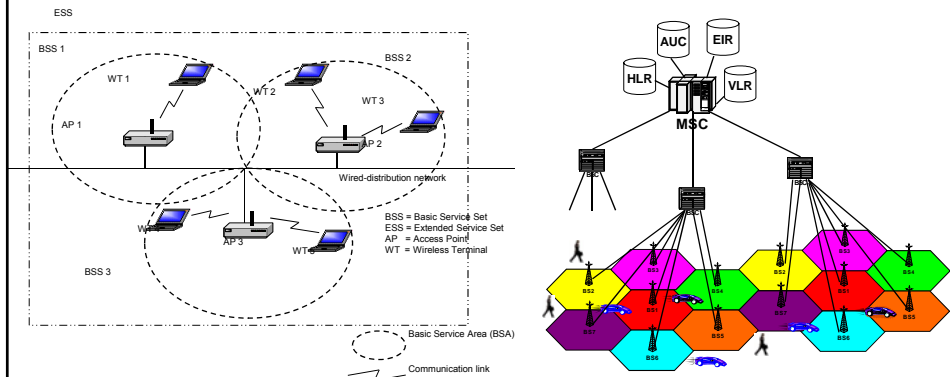 ESS
BSS 1
BSS 2
WT 1
WT 2
WT 3
AP 1
AP 2
Wired-distribution network
AP 3
BSS 3
BSS = Basic Service Set
ESS = Extended Service Set
AP = Access Point
WT = Wireless Terminal
Basic Service Area (BSA)
Communication link
AUC
EIR
HLR
VLR
MSC
BSC
BSC
BSC
BS2
BS3
BS4
BS1
BS7
BS5
BS6
BS2
BS3
BS4
BS1
BS7
BS5
BS6